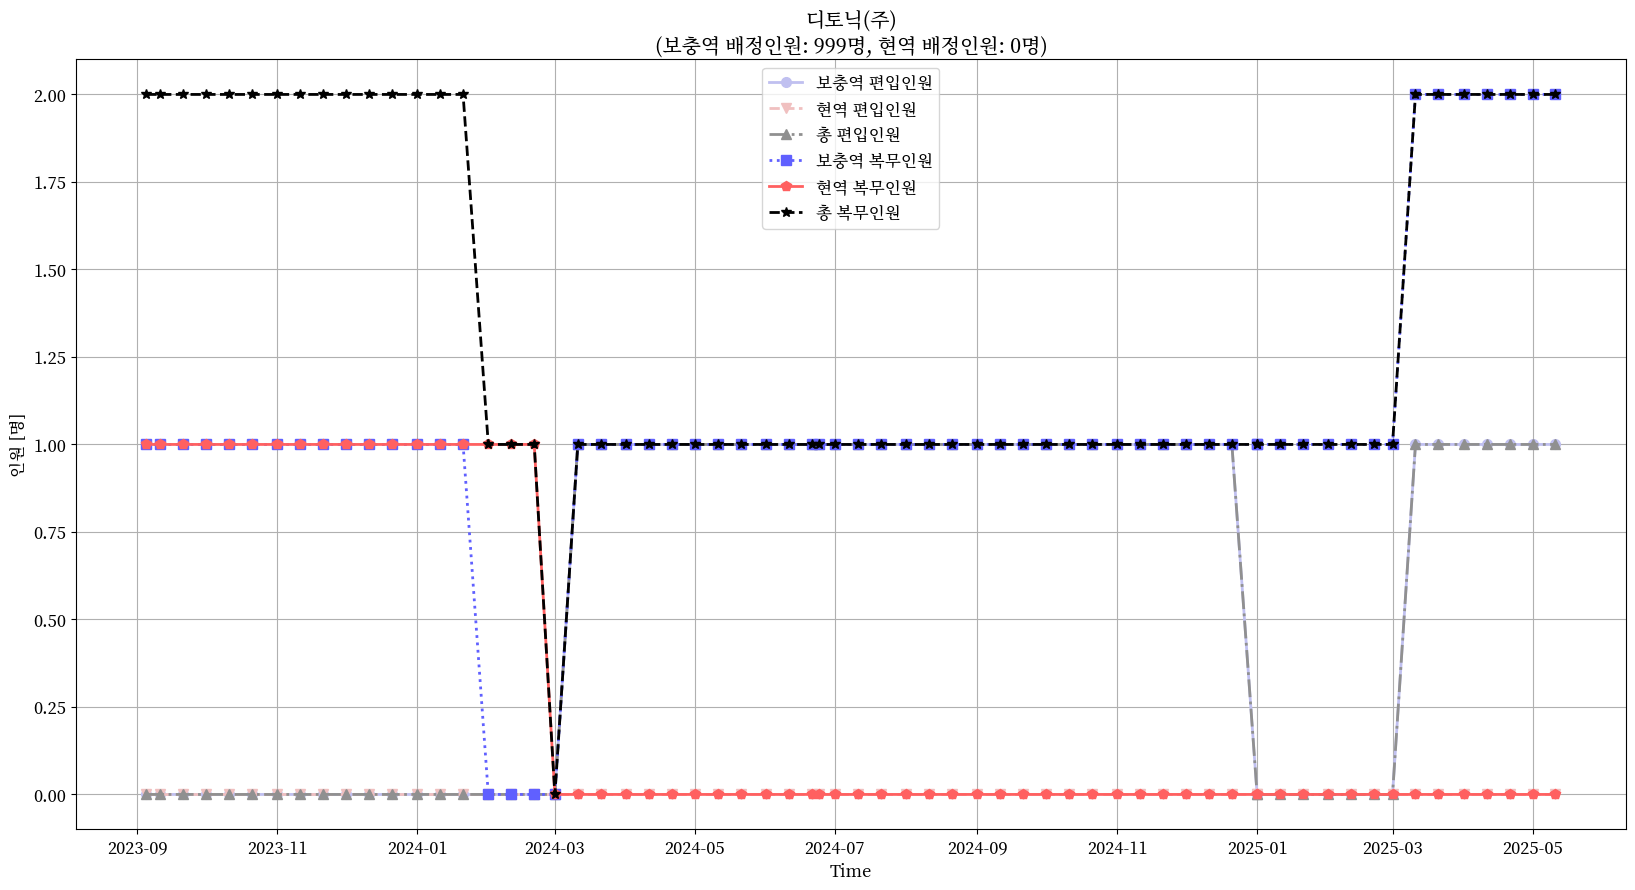 디토닉(주)
(보충역 배정인원: 999명, 현역 배정인원: 0명)
보충역 편입인원
현역 편입인원
총 편입인원
보충역 복무인원
현역 복무인원
총 복무인원
인원 [명]
2.00
1.75
1.50
1.25
1.00
0.75
0.50
0.25
0.00
2023-09 2023-11 2024-01 2024-03 2024-05 2024-07 2024-09 2024-11 2025-01 2025-03 2025-05
Time